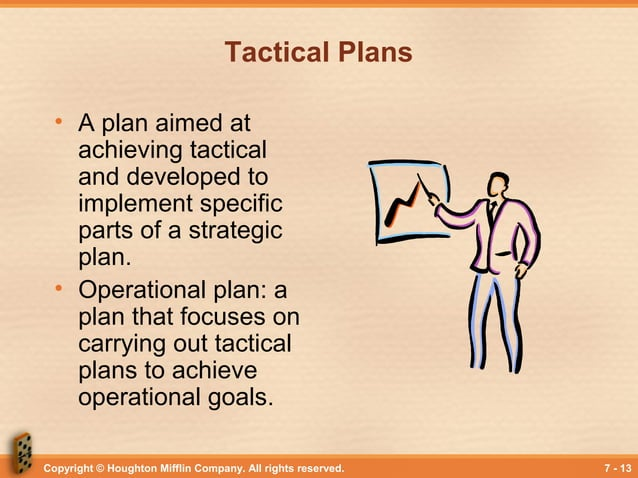 Tactical Plans
• A plan aimed at
achieving tactical
and developed to
implement specific
parts of a strategic
plan.
• Operational plan: a
plan that focuses on
carrying out tactical
plans to achieve
operational goals.
Copyright © Houghton Mifflin Company. All rights reserved.
7 - 13